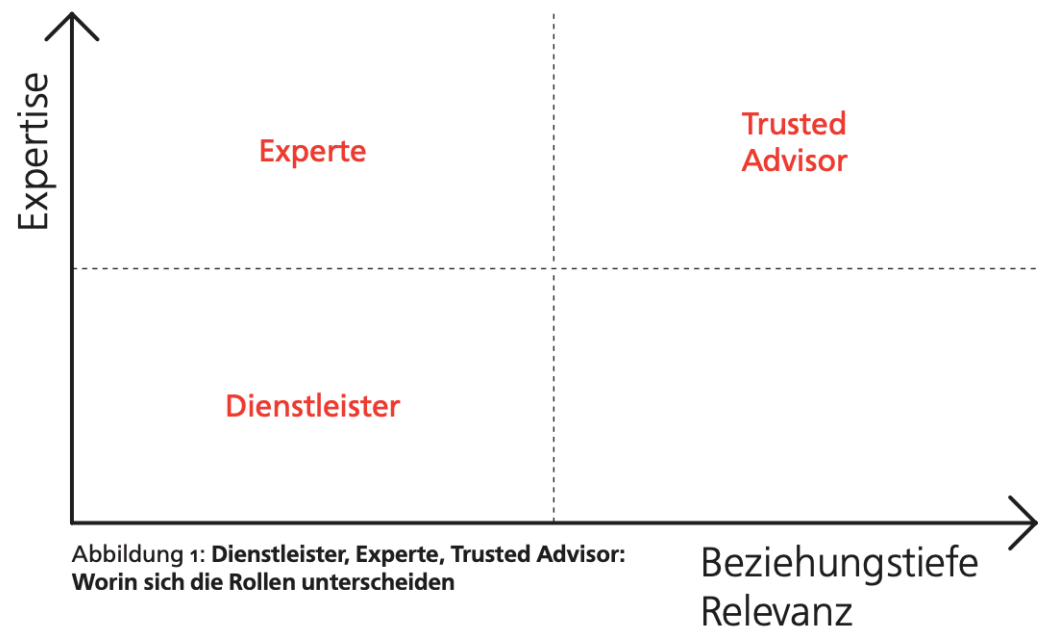 Expertise
Experte
Trusted
Advisor
Dienstleister
Abbildung 1: Dienstleister, Experte, Trusted Advisor:
Worin sich die Rollen unterscheiden
Beziehungstiefe
Relevanz